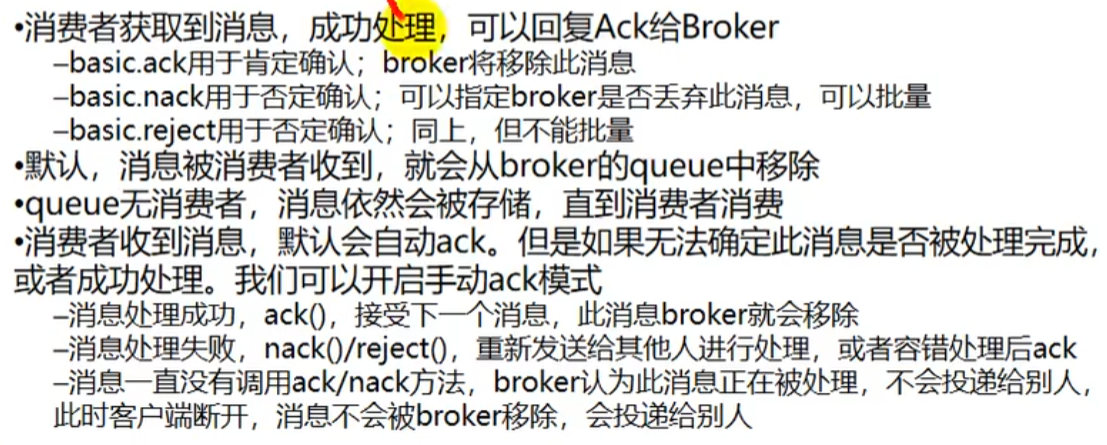 •消费者获取到消息，成功处理，可以回复Ack给Broker
–basic.ack用于肯定确认；broker将移除此消息
–basic.nack用于否定确认；可以指定broker是否丢弃此消息，可以批量
–basic.reject用于否定确认；同上，但不能批量
•默认，消息被消费者收到，就会从broker的queue中移除
•queue无消费者，消息依然会被存储，直到消费者消费
•消费者收到消息，默认会自动ack。但是如果无法确定此消息是否被处理完成，
或者成功处理。我们可以开启手动ack模式
–消息处理成功，ack()，接受下一个消息，此消息broker就会移除
–消息处理失败，nack()/reject()，重新发送给其他人进行处理，或者容错处理后ack
–消息一直没有调用ack/nack方法，broker认为此消息正在被处理，不会投递给别人，
此时客户端断开，消息不会被broker移除，会投递给别人